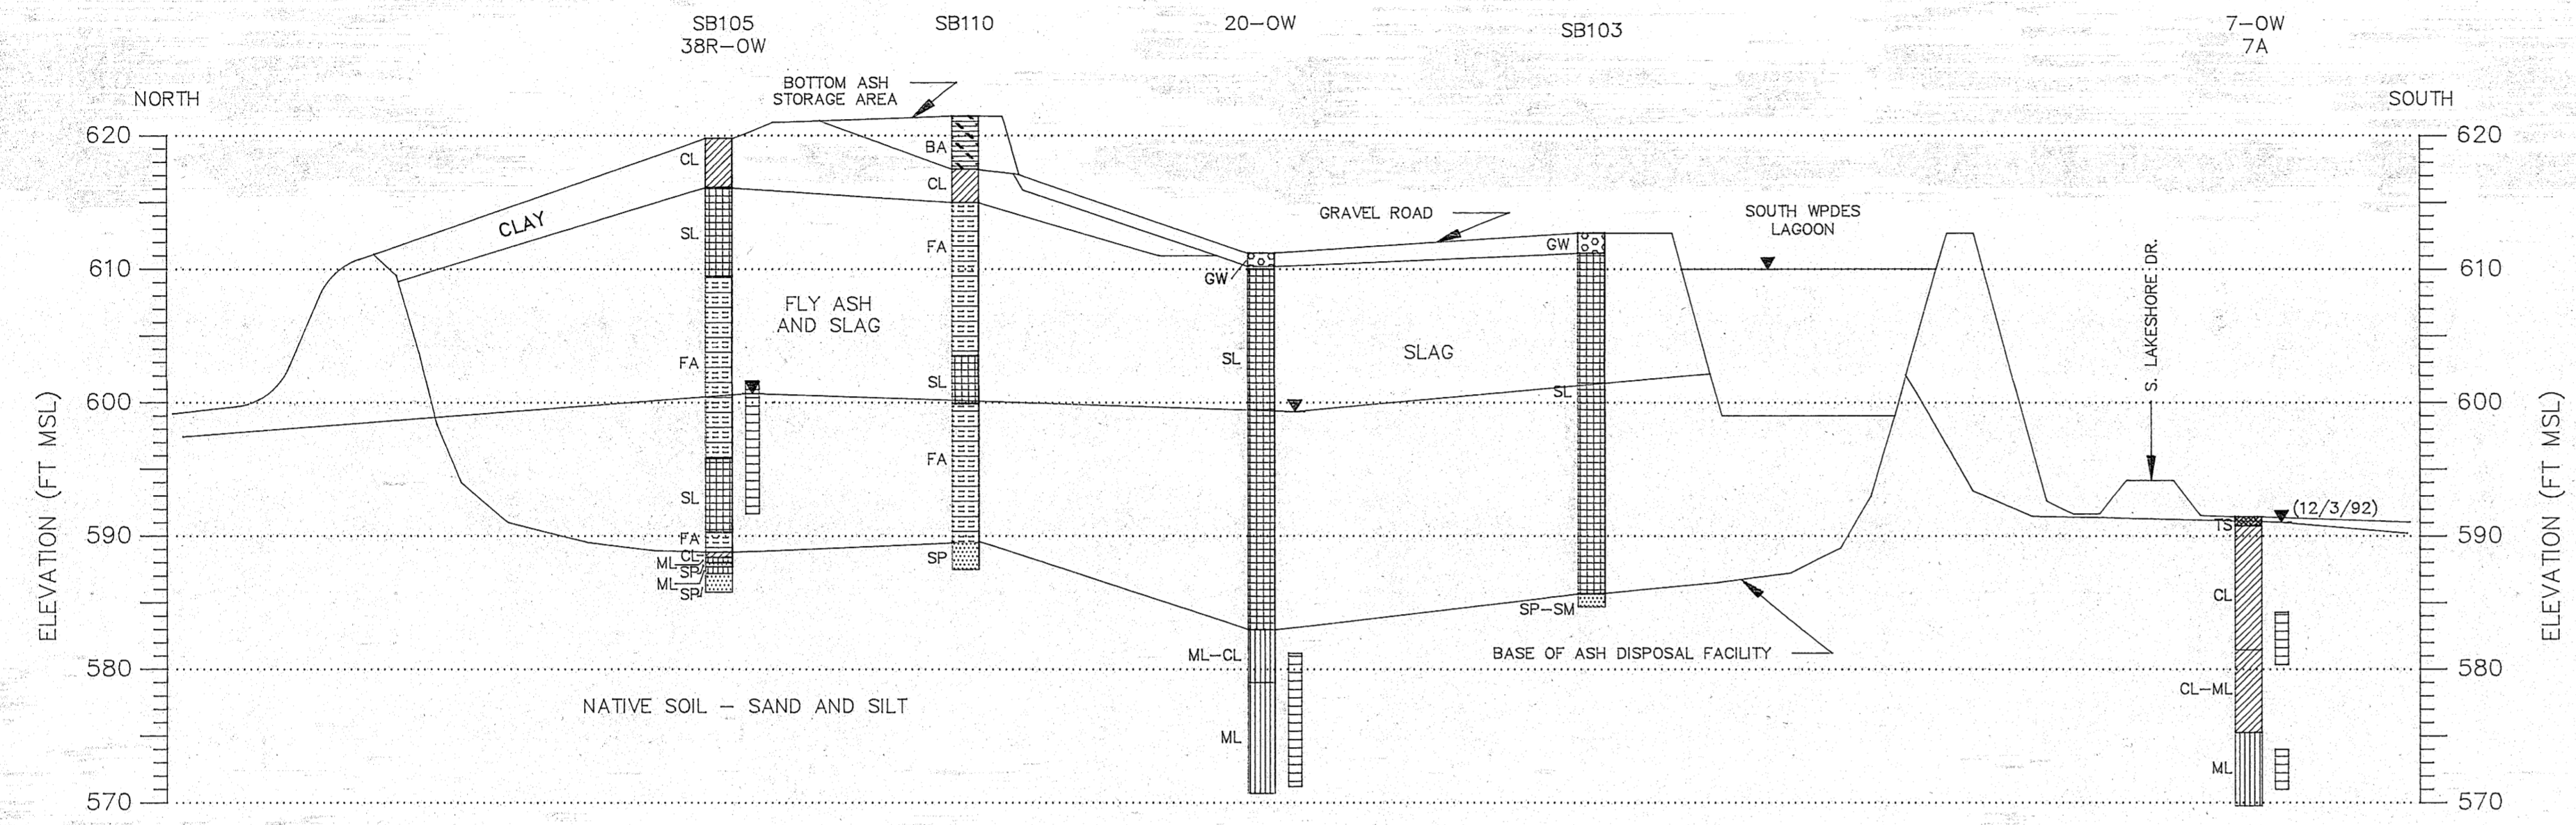 SB105
38R-OW
SB110
20-OW
SB103
7-OW
7A
NORTH
BOTTOM ASH
STORAGE AREA
SOUTH
620
620
CL
BA
CL
CLAY
GRAVEL ROAD
SOUTH WPDES
LAGOON
S. LAKESHORE DR.
SL
FA
GW
610
610
GW
FLY ASH
AND SLAG
FA
SL
SL
SLAG
SL
SL
600
600
ELEVATION (FT MSL)
ELEVATION (FT MSL)
FA
SL
(12/3/92)
TS
590
590
FA
CL
ML
SP
ML
SP
SP
CL
SP-SM
ML-CL
BASE OF ASH DISPOSAL FACILITY
580
580
CL-ML
NATIVE SOIL - SAND AND SILT
ML
ML
570
570